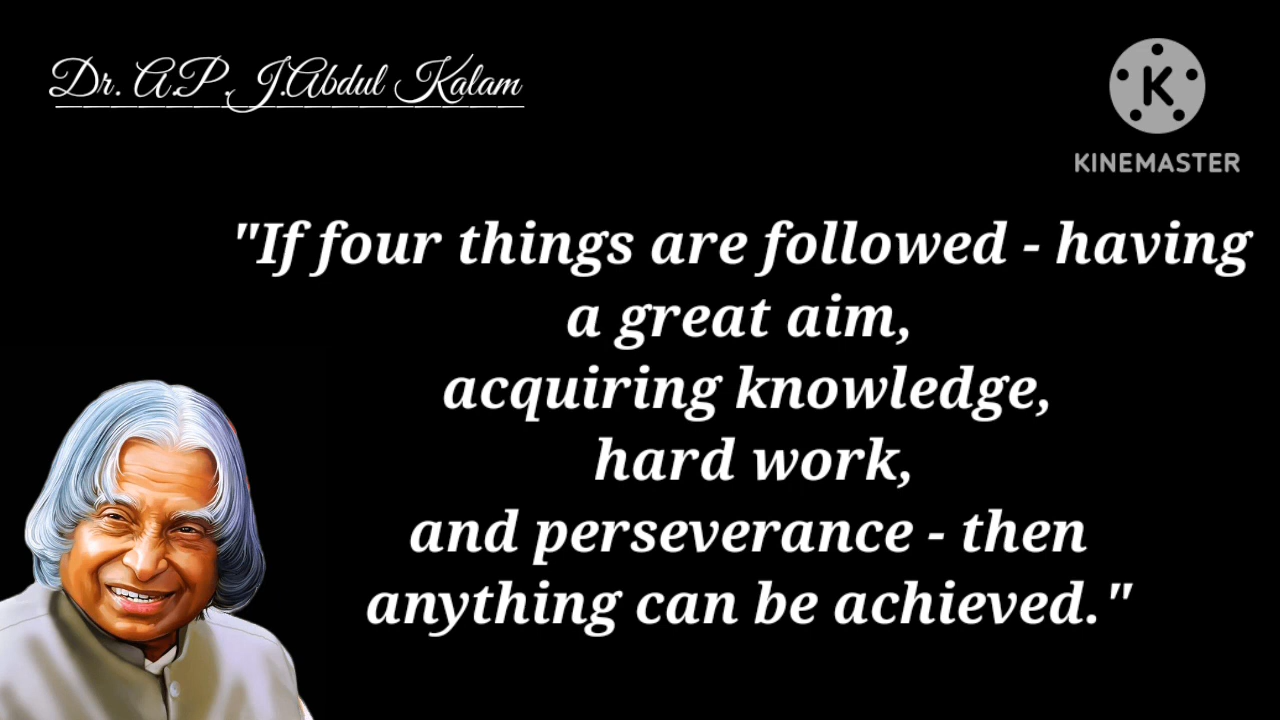 Dr. A.P.J.Abdul Kalam
K
KINEMASTER
"If four things are followed - having
a great aim,
acquiring knowledge,
hard work,
and perseverance - then
anything can be achieved."